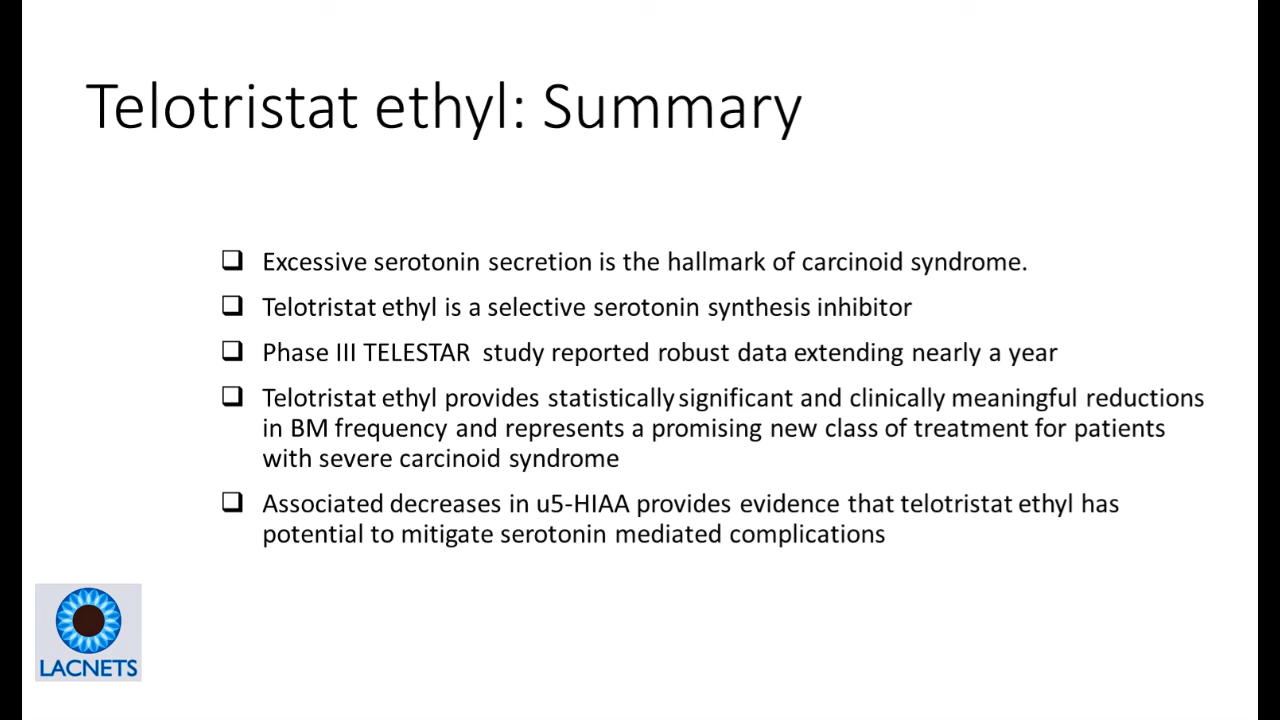 Telotristat ethyl: Summary
❑ Excessive serotonin secretion is the hallmark of carcinoid syndrome.
❑ Telotristat ethyl is a selective serotonin synthesis inhibitor
❑ Phase III TELESTAR study reported robust data extending nearly a year
❑ Telotristat ethyl provides statistically significant and clinically meaningful reductions
in BM frequency and represents a promising new class of treatment for patients
with severe carcinoid syndrome
❑ Associated decreases in u5-HIAA provides evidence that telotristat ethyl has
potential to mitigate serotonin mediated complications
LACNETS